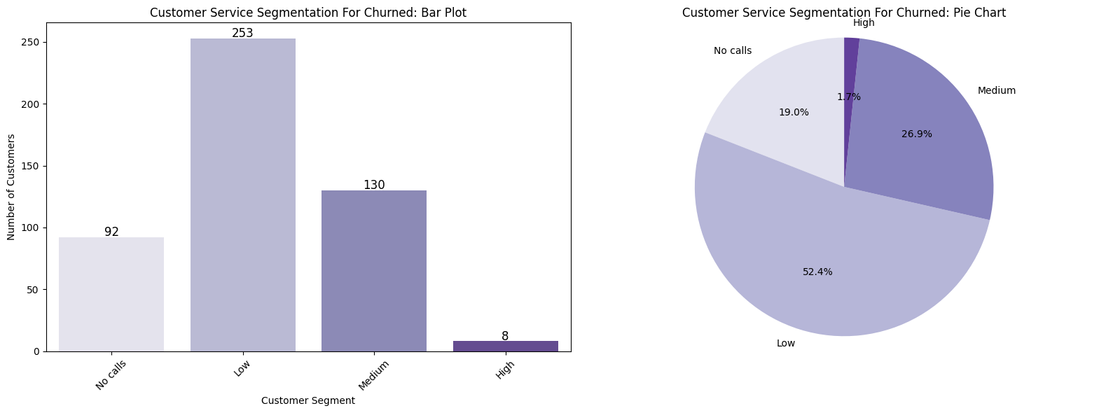 Customer Service Segmentation For Churned: Bar Plot
250
200
150
100
50
0
Number of Customers
92
253
130
8
No calls
Low
Medium
High
Customer Segment
Customer Service Segmentation For Churned: Pie Chart
High
No calls
Medium
1.7%
19.0%
26.9%
52.4%
Low